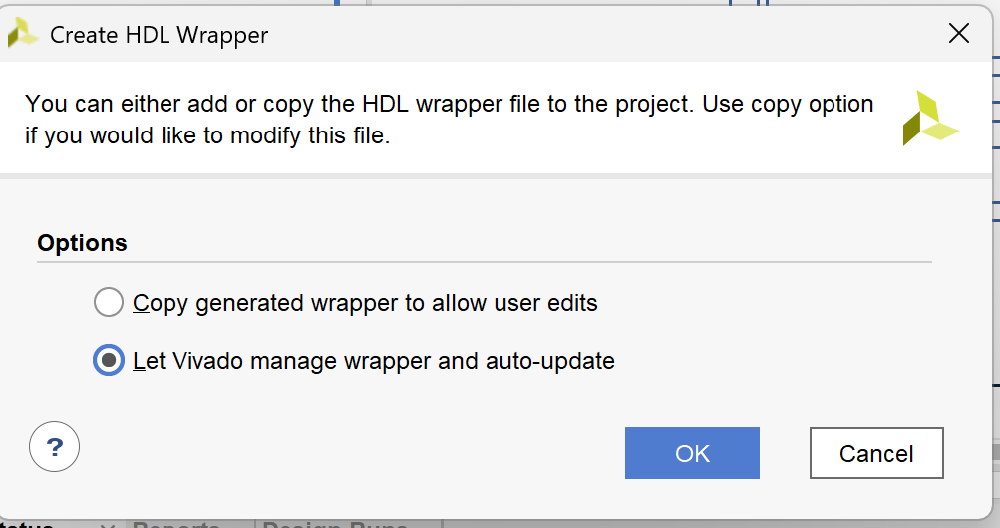 Create HDL Wrapper
You can either add or copy the HDL wrapper file to the project. Use copy option
if you would like to modify this file.
Options
Copy generated wrapper to allow user edits
Let Vivado manage wrapper and auto-update
?
OK
Cancel